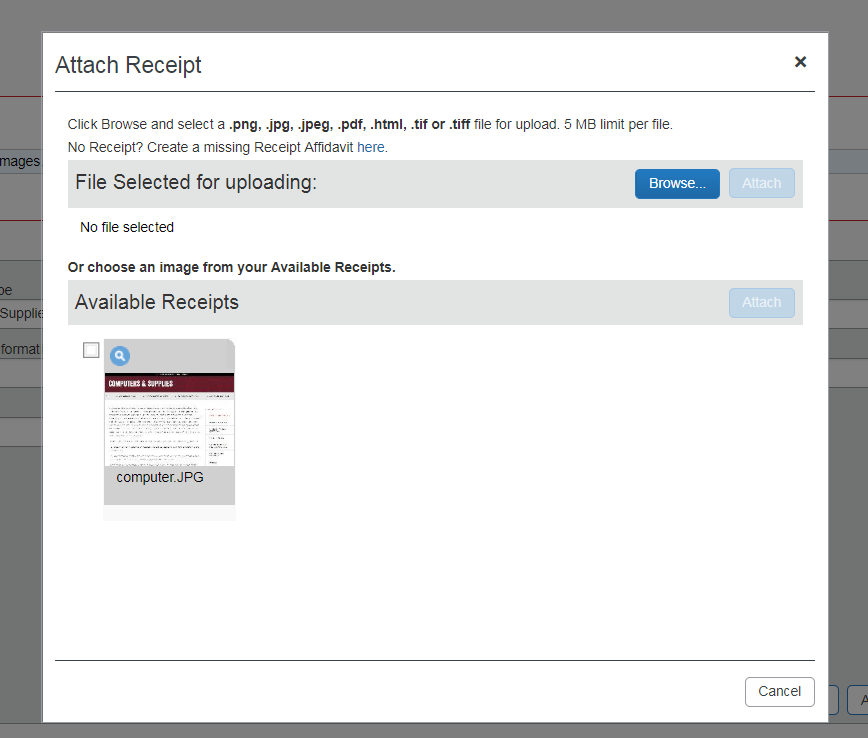 Attach Receipt
×
Click Browse and select a .png, .jpg, .jpeg, .pdf, .html, .tif or .tiff file for upload. 5 MB limit per file.
No Receipt? Create a missing Receipt Affidavit here.
mages
File Selected for uploading:
Browse...
Attach
No file selected
Or choose an image from your Available Receipts.
pe
Available Receipts
Attach
Supplie
format
COMPUTERS & SUPPLIES
computer.JPG
Cancel
A